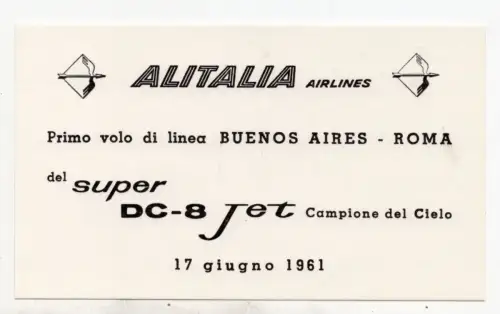 ALITALIA AIRLINES
Primo volo di linea BUENOS AIRES - ROMA
del super
DC-8 Jet Campione del Cielo
17 giugno 1961